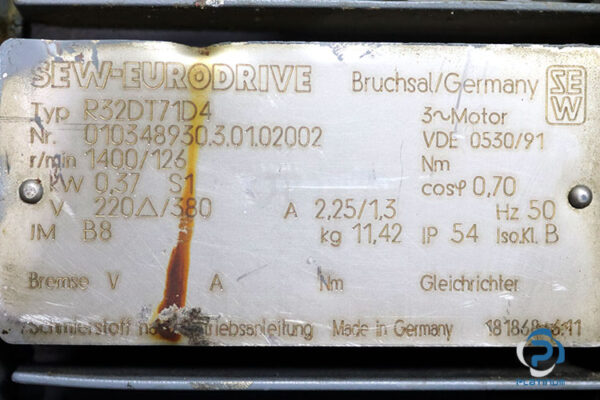 SEW-EURODRIVE Bruchsal/Germany SEW
Typ R32DT71D4 3~Motor
Nr. 010348930.3.01.02002 VDE 0530/91
r/min 1400/126 Nm
kW 0,37 S1 cosφ 0,70
V 220△/380 A 2,25/1,3 Hz 50
IM B8 kg 11,42 IP 54 Iso.Kl. B
Bremse V A Nm Gleichrichter
Schmierstoff Made in Germany
PLATINUM